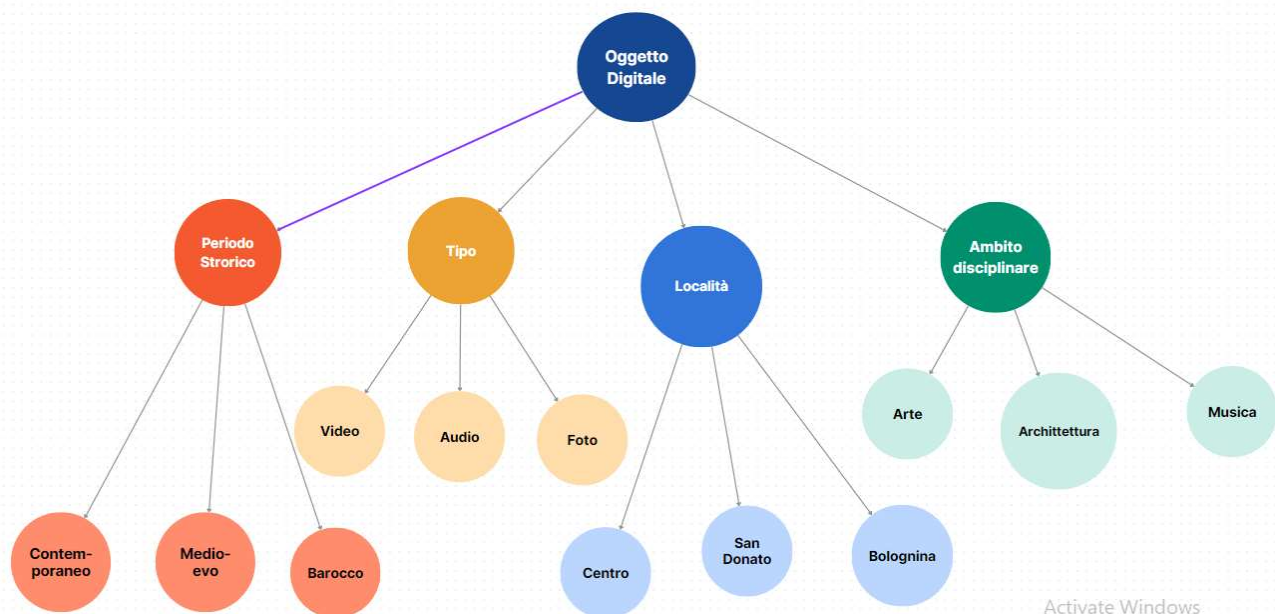 Oggetto
Digitale
Periodo
Strorico
Tipo
Località
Ambito
disciplinare
Video
Audio
Foto
Arte
Archittettura
Musica
Contem-
poraneo
Medio-
evo
Barocco
Centro
San
Donato
Bolognina
Activate Windows